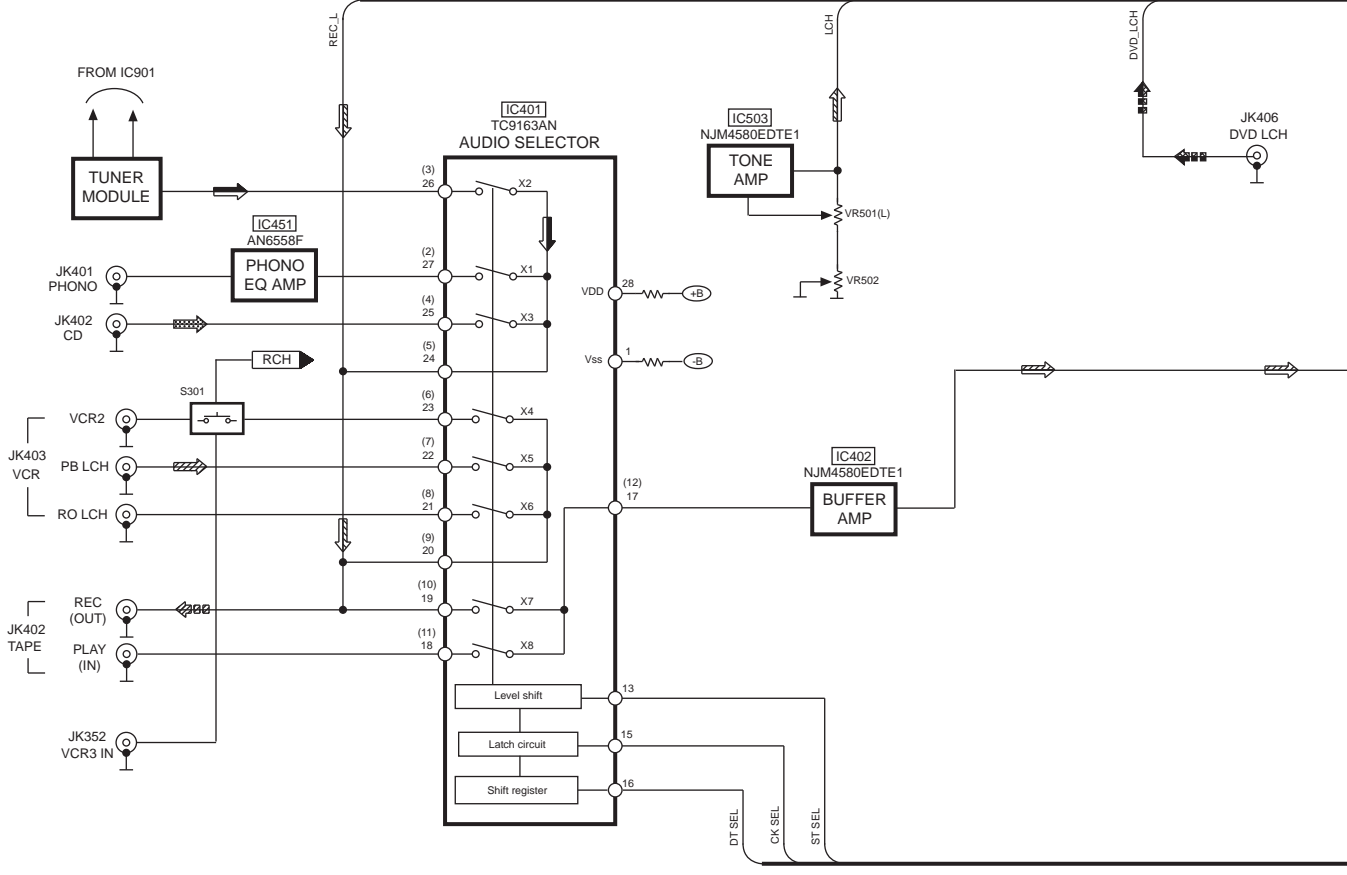 REC_L
LCH
DVD_LCH
FROM IC901
TUNER
MODULE
IC401
TC9163AN
AUDIO SELECTOR
IC503
NJM4580EDTE1
TONE
AMP
JK406
DVD LCH
VR501(L)
VR502
IC451
AN6558F
PHONO
EQ AMP
JK401
PHONO
JK402
CD
RCH
S301
JK403
VCR
VCR2
PB LCH
RO LCH
JK402
TAPE
REC
(OUT)
PLAY
(IN)
JK352
VCR3 IN
(3)
26
X2
(2)
27
X1
(4)
25
X3
(5)
24
(6)
23
X4
(7)
22
X5
(8)
21
X6
(9)
20
(10)
19
X7
(11)
18
X8
VDD
28
+B
Vss
1
-B
(12)
17
IC402
NJM4580EDTE1
BUFFER
AMP
Level shift
13
Latch circuit
15
Shift register
16
DT SEL
CK SEL
ST SEL